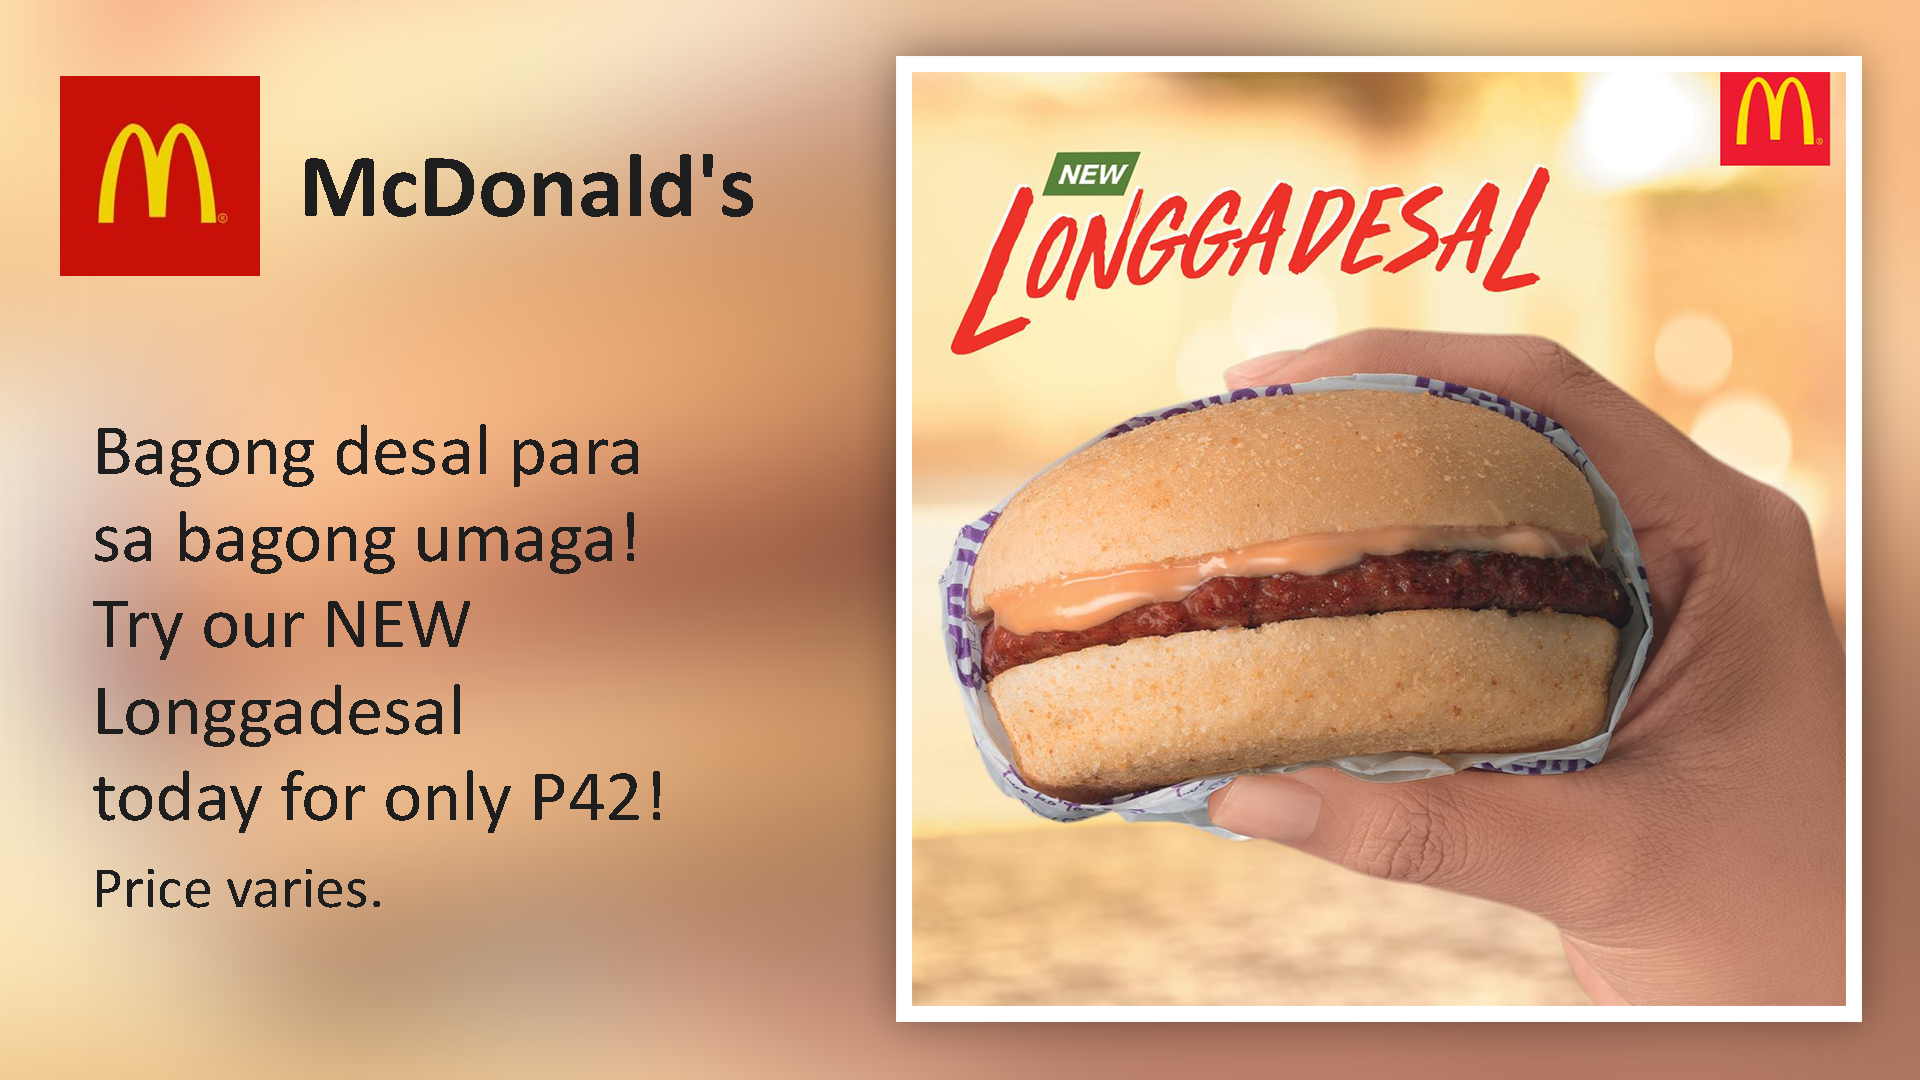 McDonald's
Bagong desal para
sa bagong umaga!
Try our NEW
Longgadesal
today for only P42!
Price varies.
NEW
LONGGADESAL